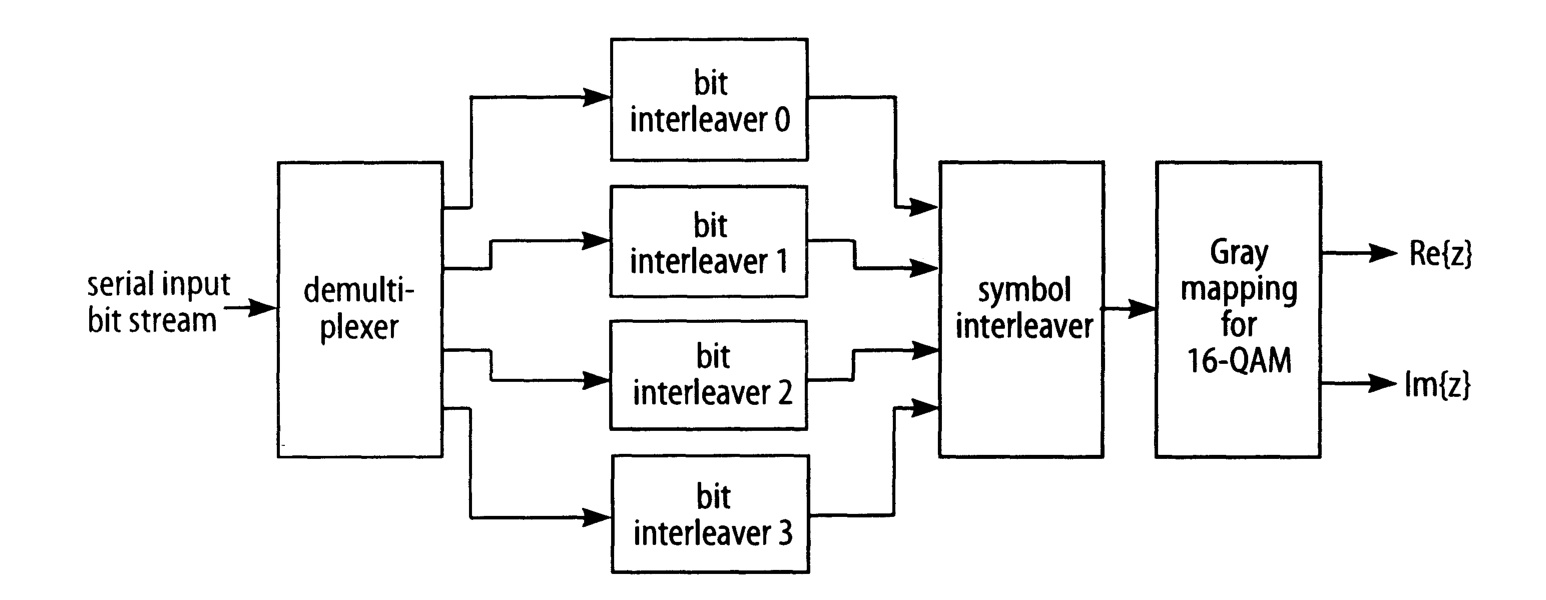 serial input
bit stream
demulti-
plexer
bit
interleaver 0
bit
interleaver 1
bit
interleaver 2
bit
interleaver 3
symbol
interleaver
Gray
mapping
for
16-QAM
Re{z}
Im{z}